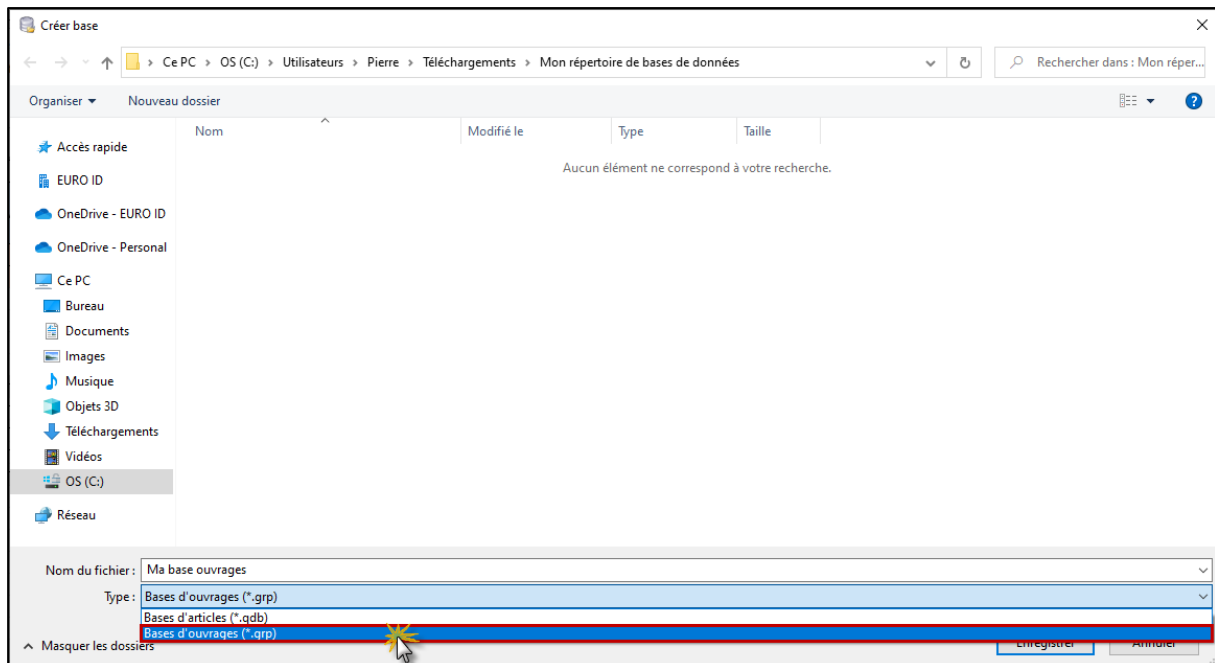 Créer base
Ce PC > OS (C:) > Utilisateurs > Pierre > Téléchargements > Mon répertoire de bases de données
Rechercher dans : Mon réper...
Organiser
Nouveau dossier
Nom
Modifié le
Type
Taille
Aucun élément ne correspond à votre recherche.
Accès rapide
EURO ID
OneDrive - EURO ID
OneDrive - Personal
Ce PC
Bureau
Documents
Images
Musique
Objets 3D
Téléchargements
Vidéos
OS (C:)
Réseau
Nom du fichier : Ma base ouvrages
Type : Bases d'ouvrages (*.grp)
Bases d'articles (*.qdb)
Bases d'ouvrages (*.grp)
Masquer les dossiers
Enregistrer
Annuler